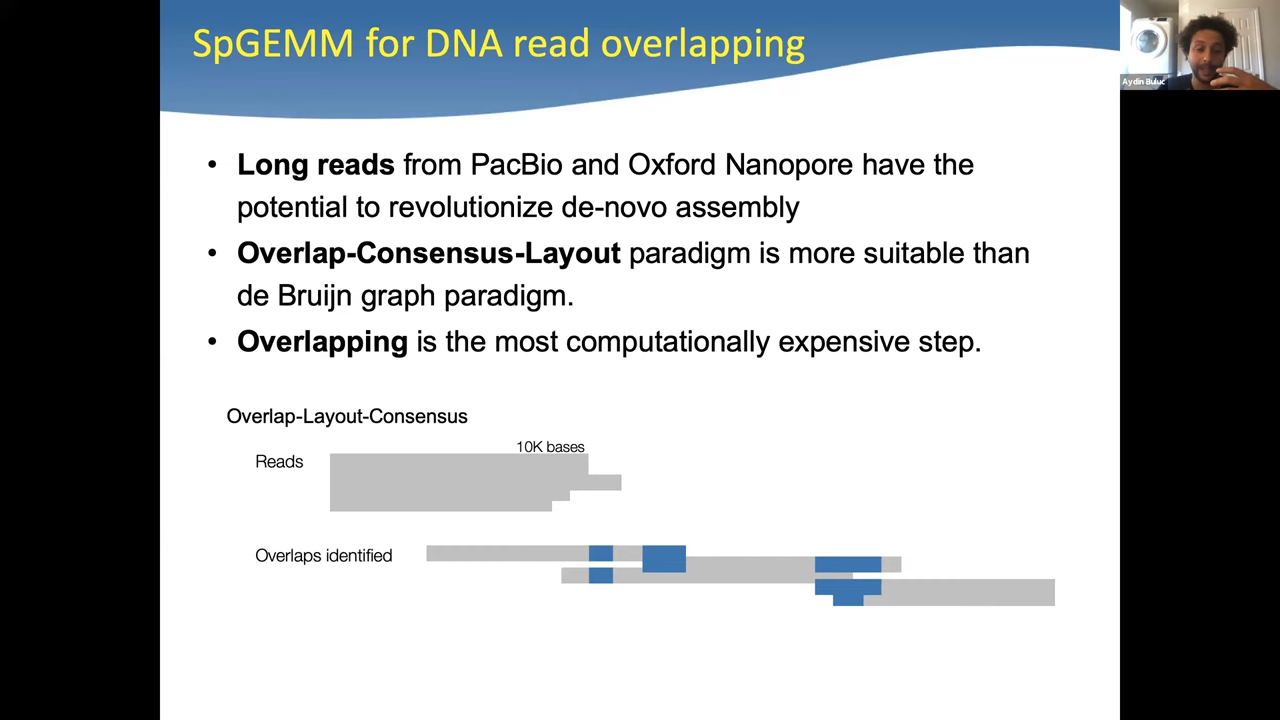 SpGEMM for DNA read overlapping
Aydin Buluc
• Long reads from PacBio and Oxford Nanopore have the
potential to revolutionize de-novo assembly
• Overlap-Consensus-Layout paradigm is more suitable than
de Bruijn graph paradigm.
• Overlapping is the most computationally expensive step.
Overlap-Layout-Consensus
10K bases
Reads
Overlaps identified